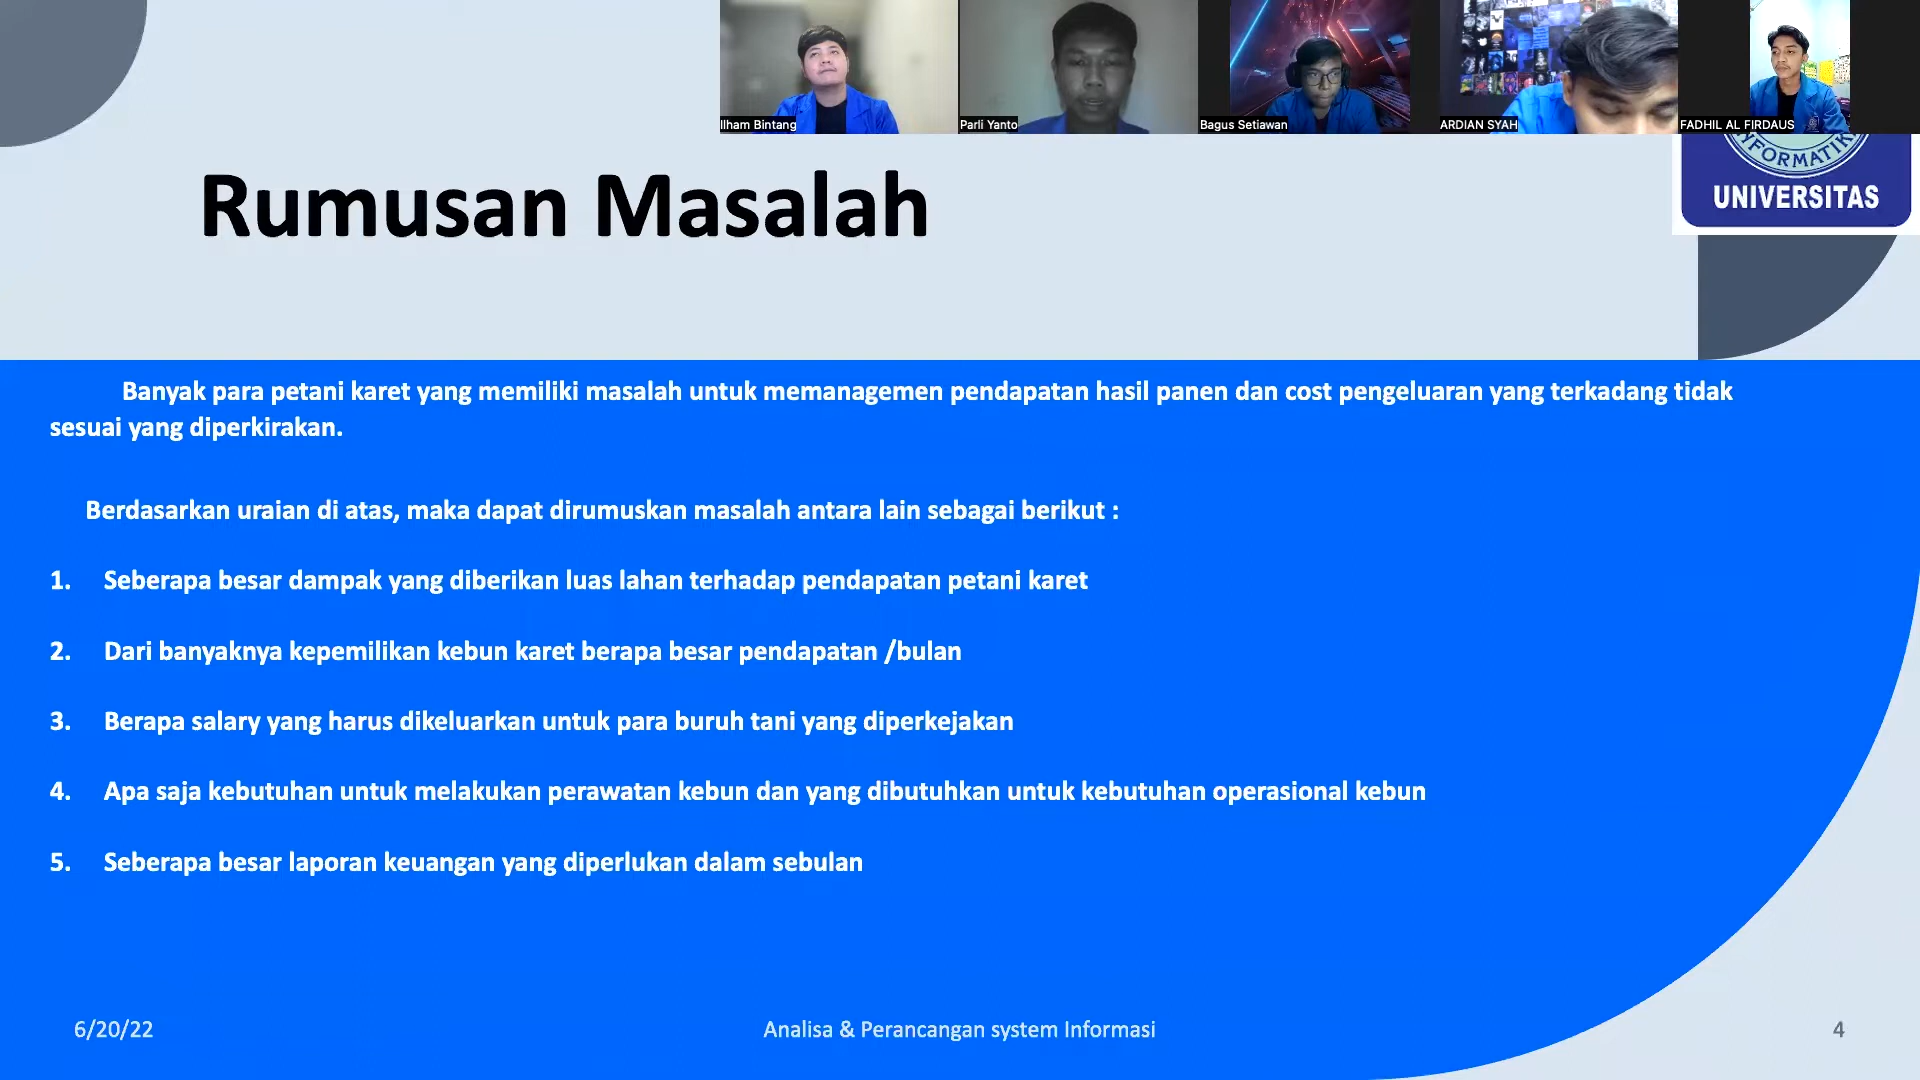 Ilham Bintang
Parli Yanto
Bagus Setiawan
ARDIAN SYAH
FADHIL AL FIRDAUS
INFORMATIK
UNIVERSITAS
Rumusan Masalah
Banyak para petani karet yang memiliki masalah untuk memanagemen pendapatan hasil panen dan cost pengeluaran yang terkadang tidak
sesuai yang diperkirakan.
Berdasarkan uraian di atas, maka dapat dirumuskan masalah antara lain sebagai berikut :
1. Seberapa besar dampak yang diberikan luas lahan terhadap pendapatan petani karet
2. Dari banyaknya kepemilikan kebun karet berapa besar pendapatan /bulan
3. Berapa salary yang harus dikeluarkan untuk para buruh tani yang diperkejakan
4. Apa saja kebutuhan untuk melakukan perawatan kebun dan yang dibutuhkan untuk kebutuhan operasional kebun
5. Seberapa besar laporan keuangan yang diperlukan dalam sebulan
6/20/22
Analisa & Perancangan system Informasi
4